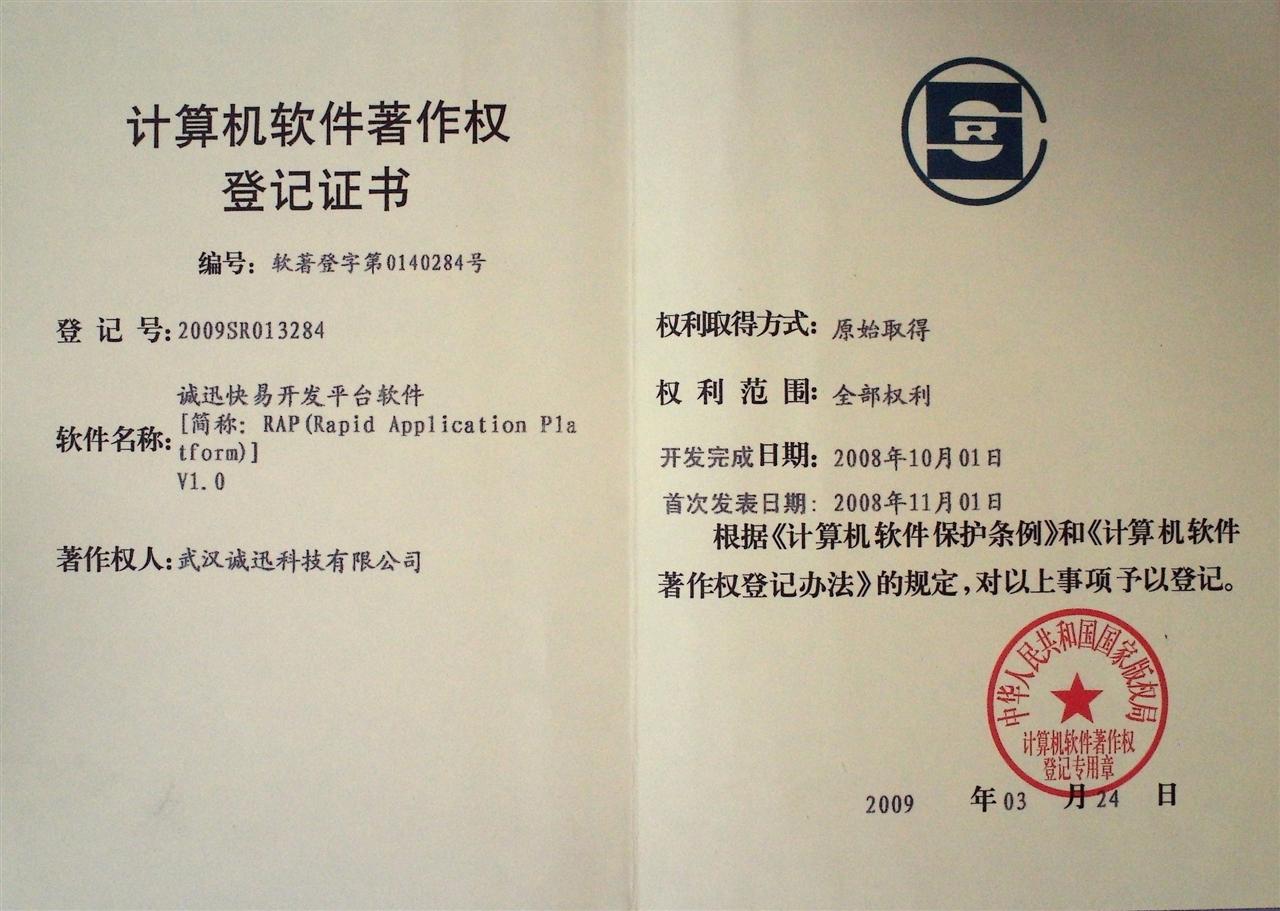 计算机软件著作权
登记证书
编号：软著登字第0140284号
登记号：2009SR013284
软件名称：诚迅快易开发平台软件
[简称：RAP(Rapid Application Pla
tform)]
V1.0
著作权人：武汉诚迅科技有限公司
SR
权利取得方式：原始取得
权利范围：全部权利
开发完成日期：2008年10月01日
首次发表日期：2008年11月01日
根据《计算机软件保护条例》和《计算机软件
著作权登记办法》的规定，对以上事项予以登记。
中华人民共和国国家版权局
计算机软件著作权
登记专用章
2009 年 03 月 24 日